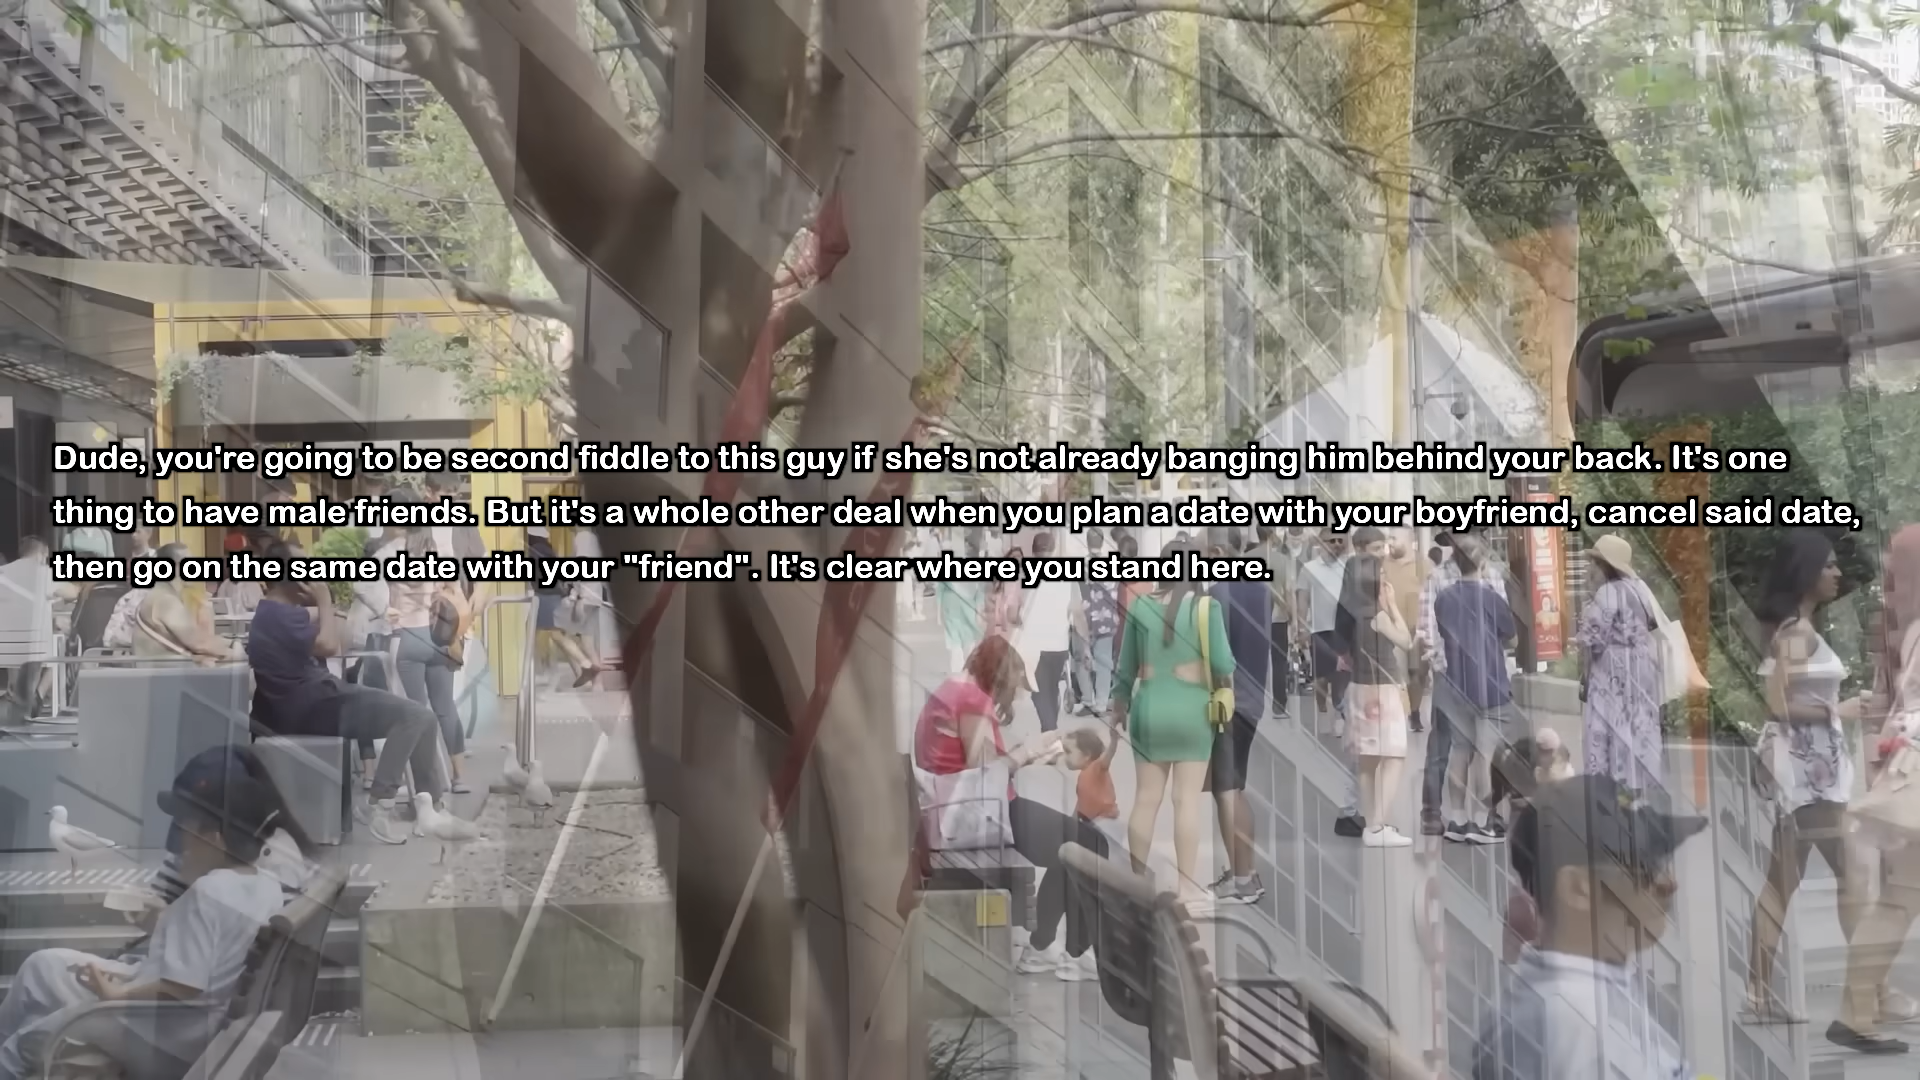 Dude, you're going to be second fiddle to this guy if she's not already banging him behind your back. It's one
thing to have male friends. But it's a whole other deal when you plan a date with your boyfriend, cancel said date,
then go on the same date with your "friend". It's clear where you stand here.